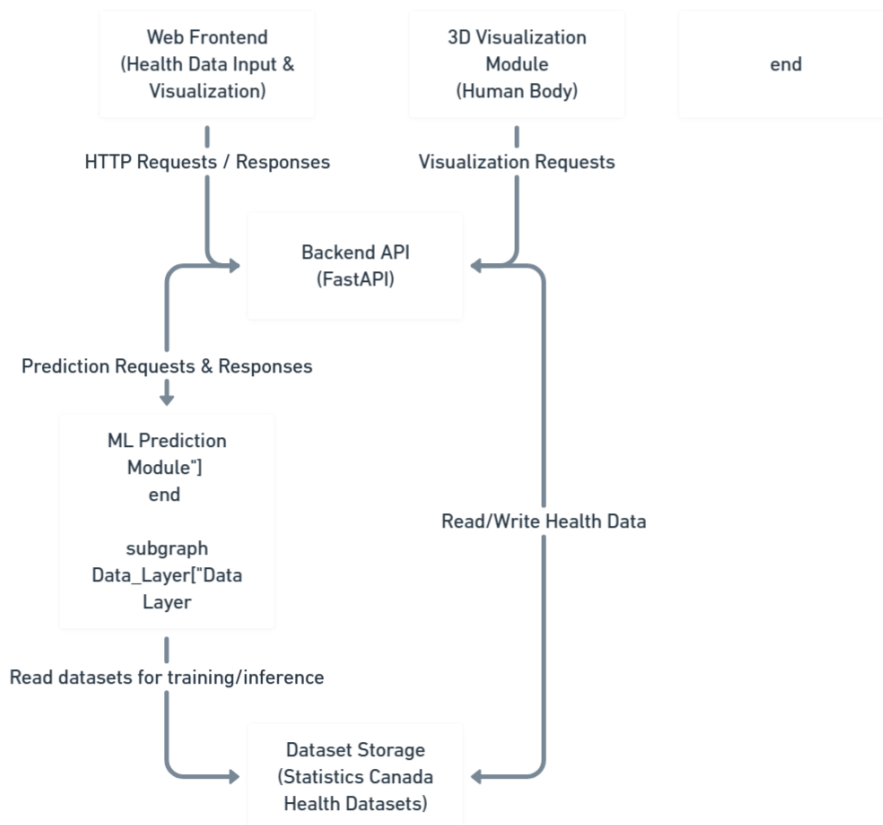 Web Frontend
(Health Data Input &
Visualization)
3D Visualization
Module
(Human Body)
end
HTTP Requests / Responses
Visualization Requests
Backend API
(FastAPI)
Prediction Requests & Responses
ML Prediction
Module"]
end
subgraph
Data_Layer["Data
Layer
Read/Write Health Data
Read datasets for training/inference
Dataset Storage
(Statistics Canada
Health Datasets)